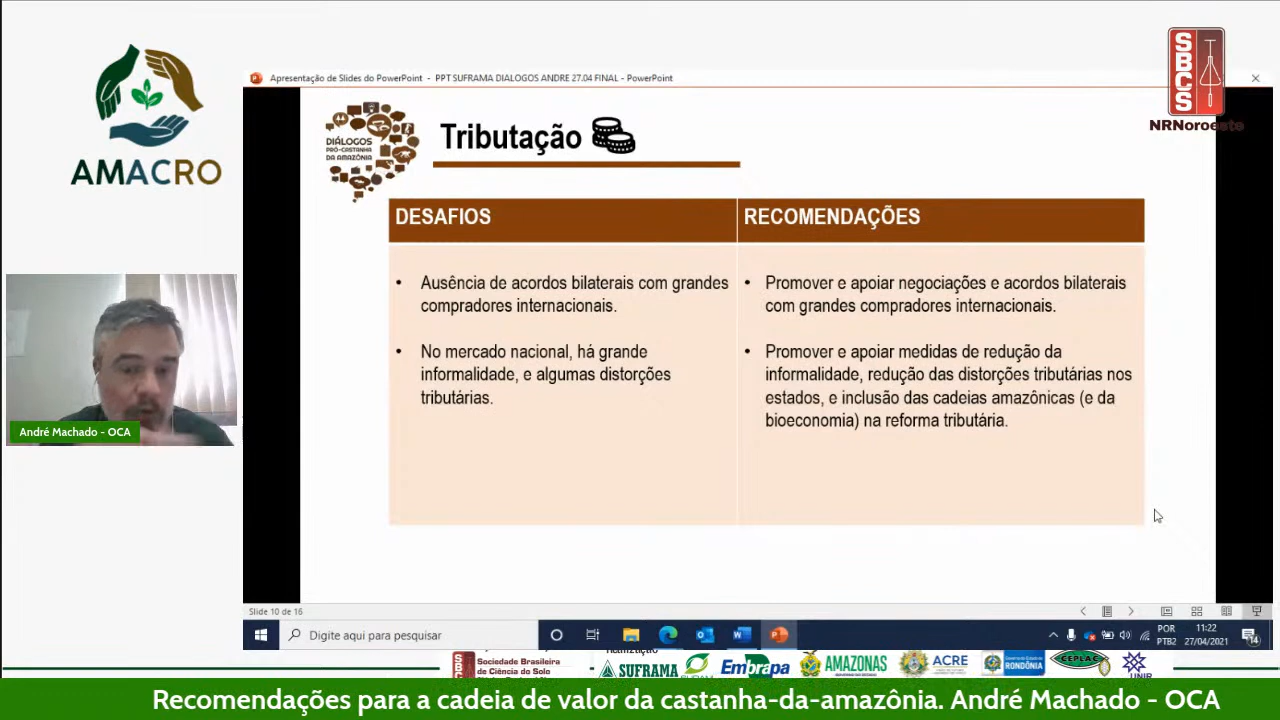 AMACRO
SBCS
NRNoroeste
Apresentação de Slides do PowerPoint - PPT SUFRAMA DIALOGOS ANDRE 27.04 FINAL - PowerPoint
DIÁLOGOS
PRÓ-CASTANHA
DA AMAZÔNIA
Tributação
DESAFIOS
RECOMENDAÇÕES
• Ausência de acordos bilaterais com grandes
compradores internacionais.
• No mercado nacional, há grande
informalidade, e algumas distorções
tributárias.
• Promover e apoiar negociações e acordos bilaterais
com grandes compradores internacionais.
• Promover e apoiar medidas de redução da
informalidade, redução das distorções tributárias nos
estados, e inclusão das cadeias amazônicas (e da
bioeconomia) na reforma tributária.
André Machado - OCA
Slide 10 de 16
Digite aqui para pesquisar
POR
PTB2
11:22
27/04/2021
14
Sociedade Brasileira
de Ciência do Solo
SUFRAMA
Embrapa
AMAZONAS
ACRE
RONDÔNIA
CEPLAC
UNIR
Recomendações para a cadeia de valor da castanha-da-amazônia. André Machado - OCA